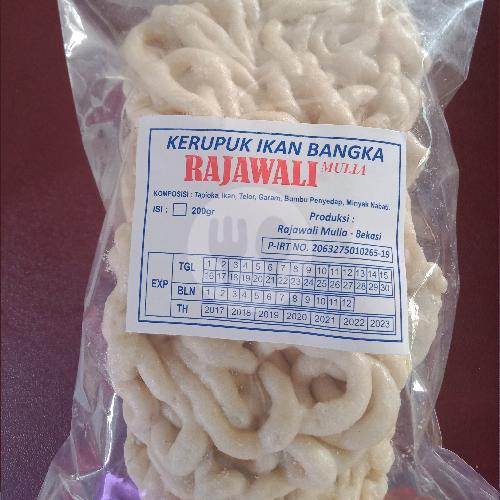 KERUPUK IKAN BANGKA
RAJAWALI MULIA
KOMPOSISI : Tapioka, Ikan, Telor, Garam, Bumbu Penyedap, Minyak Nabati.
ISI : 200gr
Produksi :
Rajawali Mulia - Bekasi
P-IRT NO. 2063275010265-19
EXP
TGL 1 2 3 4 5 6 7 8 9 10 11 12 13 14 15
16 17 18 19 20 21 22 23 24 25 26 27 28 29 30
BLN 1 2 3 4 5 6 7 8 9 10 11 12
TH 2017 2018 2019 2020 2021 2022 2023